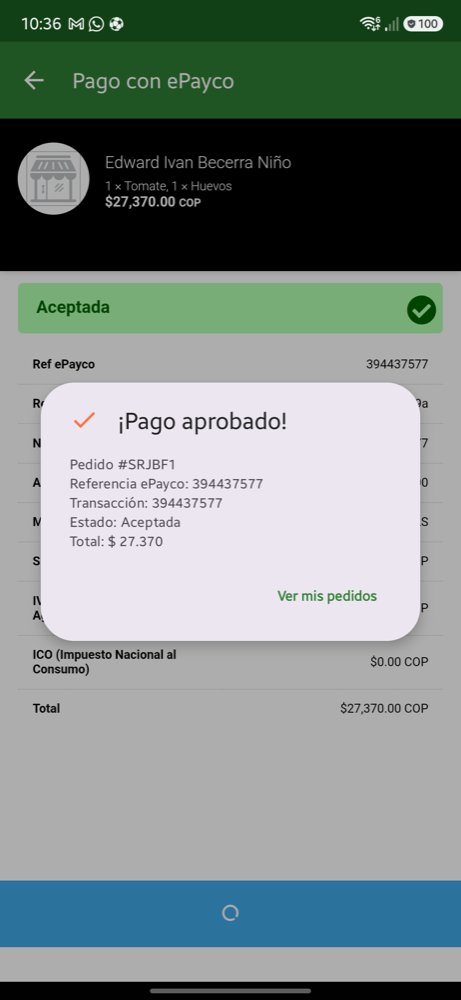 10:36
100
Pago con ePayco
Edward Ivan Becerra Niño
1 × Tomate, 1 × Huevos
$27,370.00 COP
Aceptada
Ref ePayco 394437577
¡Pago aprobado!
Pedido #SRJBF1
Referencia ePayco: 394437577
Transacción: 394437577
Estado: Aceptada
Total: $ 27.370
Ver mis pedidos
ICO (Impuesto Nacional al
Consumo) $0.00 COP
Total $27,370.00 COP